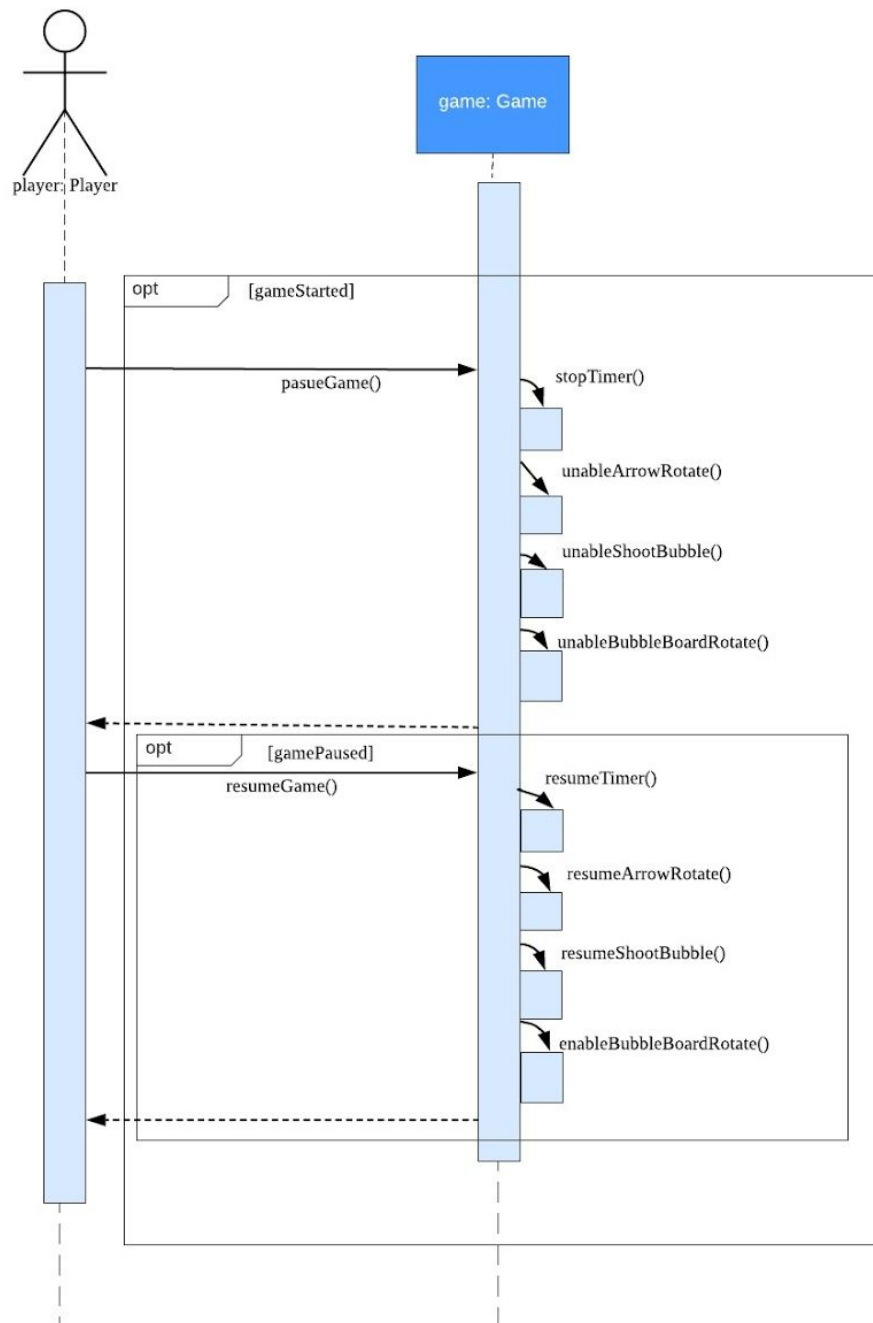 game: Game
player: Player
opt
[gameStarted]
pasueGame()
stopTimer()
unableArrowRotate()
unableShootBubble()
unableBubbleBoardRotate()
opt
[gamePaused]
resumeGame()
resumeTimer()
resumeArrowRotate()
resumeShootBubble()
enableBubbleBoardRotate()